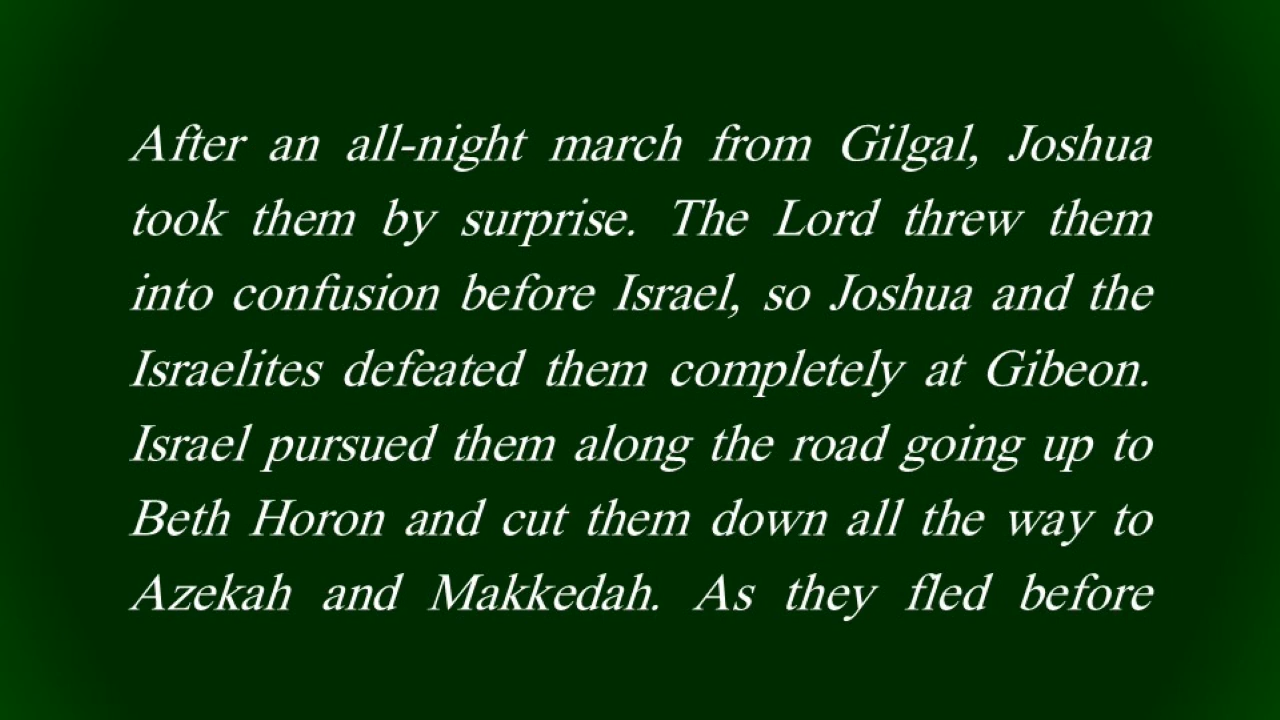 After an all-night march from Gilgal, Joshua
took them by surprise. The Lord threw them
into confusion before Israel, so Joshua and the
Israelites defeated them completely at Gibeon.
Israel pursued them along the road going up to
Beth Horon and cut them down all the way to
Azekah and Makkedah. As they fled before